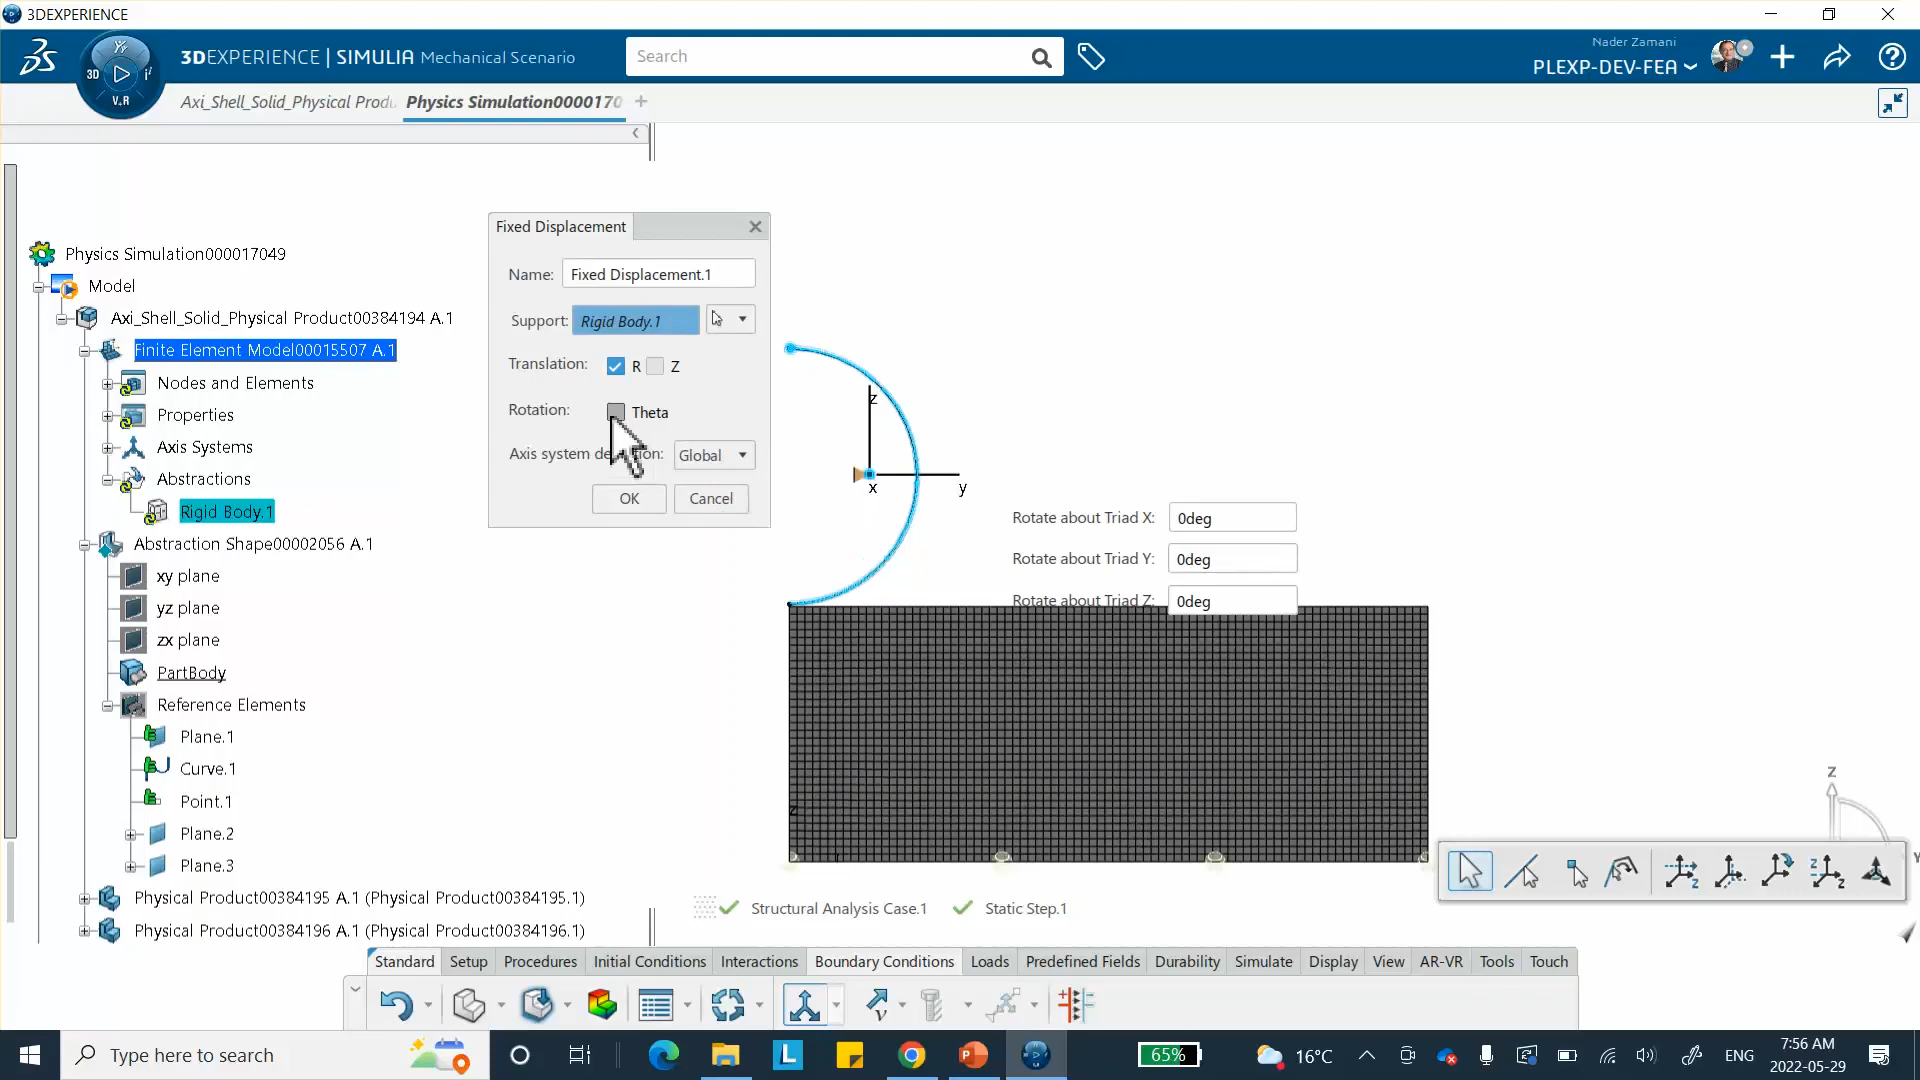 3DEXPERIENCE
3DEXPERIENCE | SIMULIA Mechanical Scenario
Search
Nader Zamani
PLEXP-DEV-FEA
3D
V.R
Axi_Shell_Solid_Physical Produ
Physics Simulation0000170
Physics Simulation000017049
Model
Axi_Shell_Solid_Physical Product00384194 A.1
Finite Element Model00015507 A.1
Nodes and Elements
Properties
Axis Systems
Abstractions
Rigid Body.1
Abstraction Shape00002056 A.1
xy plane
yz plane
zx plane
PartBody
Reference Elements
Plane.1
Curve.1
Point.1
Plane.2
Plane.3
Physical Product00384195 A.1 (Physical Product00384195.1)
Physical Product00384196 A.1 (Physical Product00384196.1)
Fixed Displacement
Name: Fixed Displacement.1
Support: Rigid Body.1
Translation: R Z
Rotation: Theta
Axis system de ion: Global
OK Cancel
z
x
y
Rotate about Triad X: 0deg
Rotate about Triad Y: 0deg
Rotate about Triad Z: 0deg
z
Z
Structural Analysis Case.1
Static Step.1
Standard Setup Procedures Initial Conditions Interactions Boundary Conditions Loads Predefined Fields Durability Simulate Display View AR-VR Tools Touch
Type here to search
65%
16°C
ENG
7:56 AM
2022-05-29